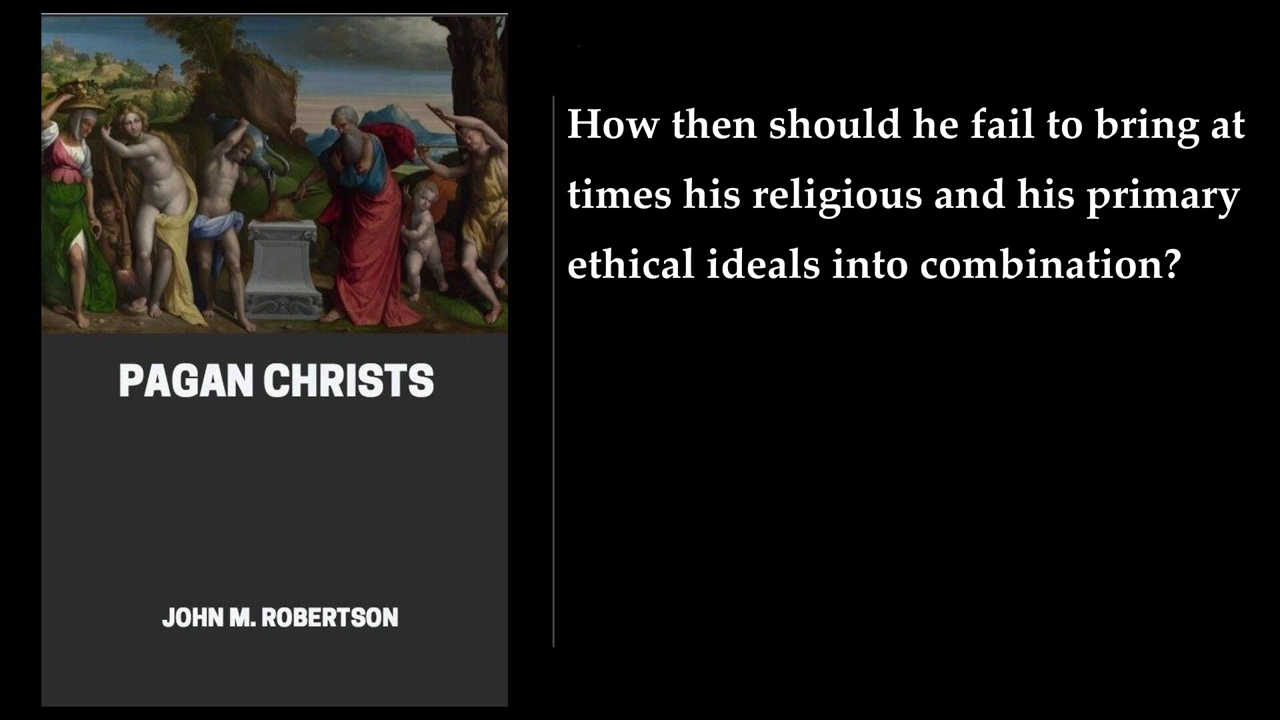 PAGAN CHRISTS
JOHN M. ROBERTSON
How then should he fail to bring at
times his religious and his primary
ethical ideals into combination?